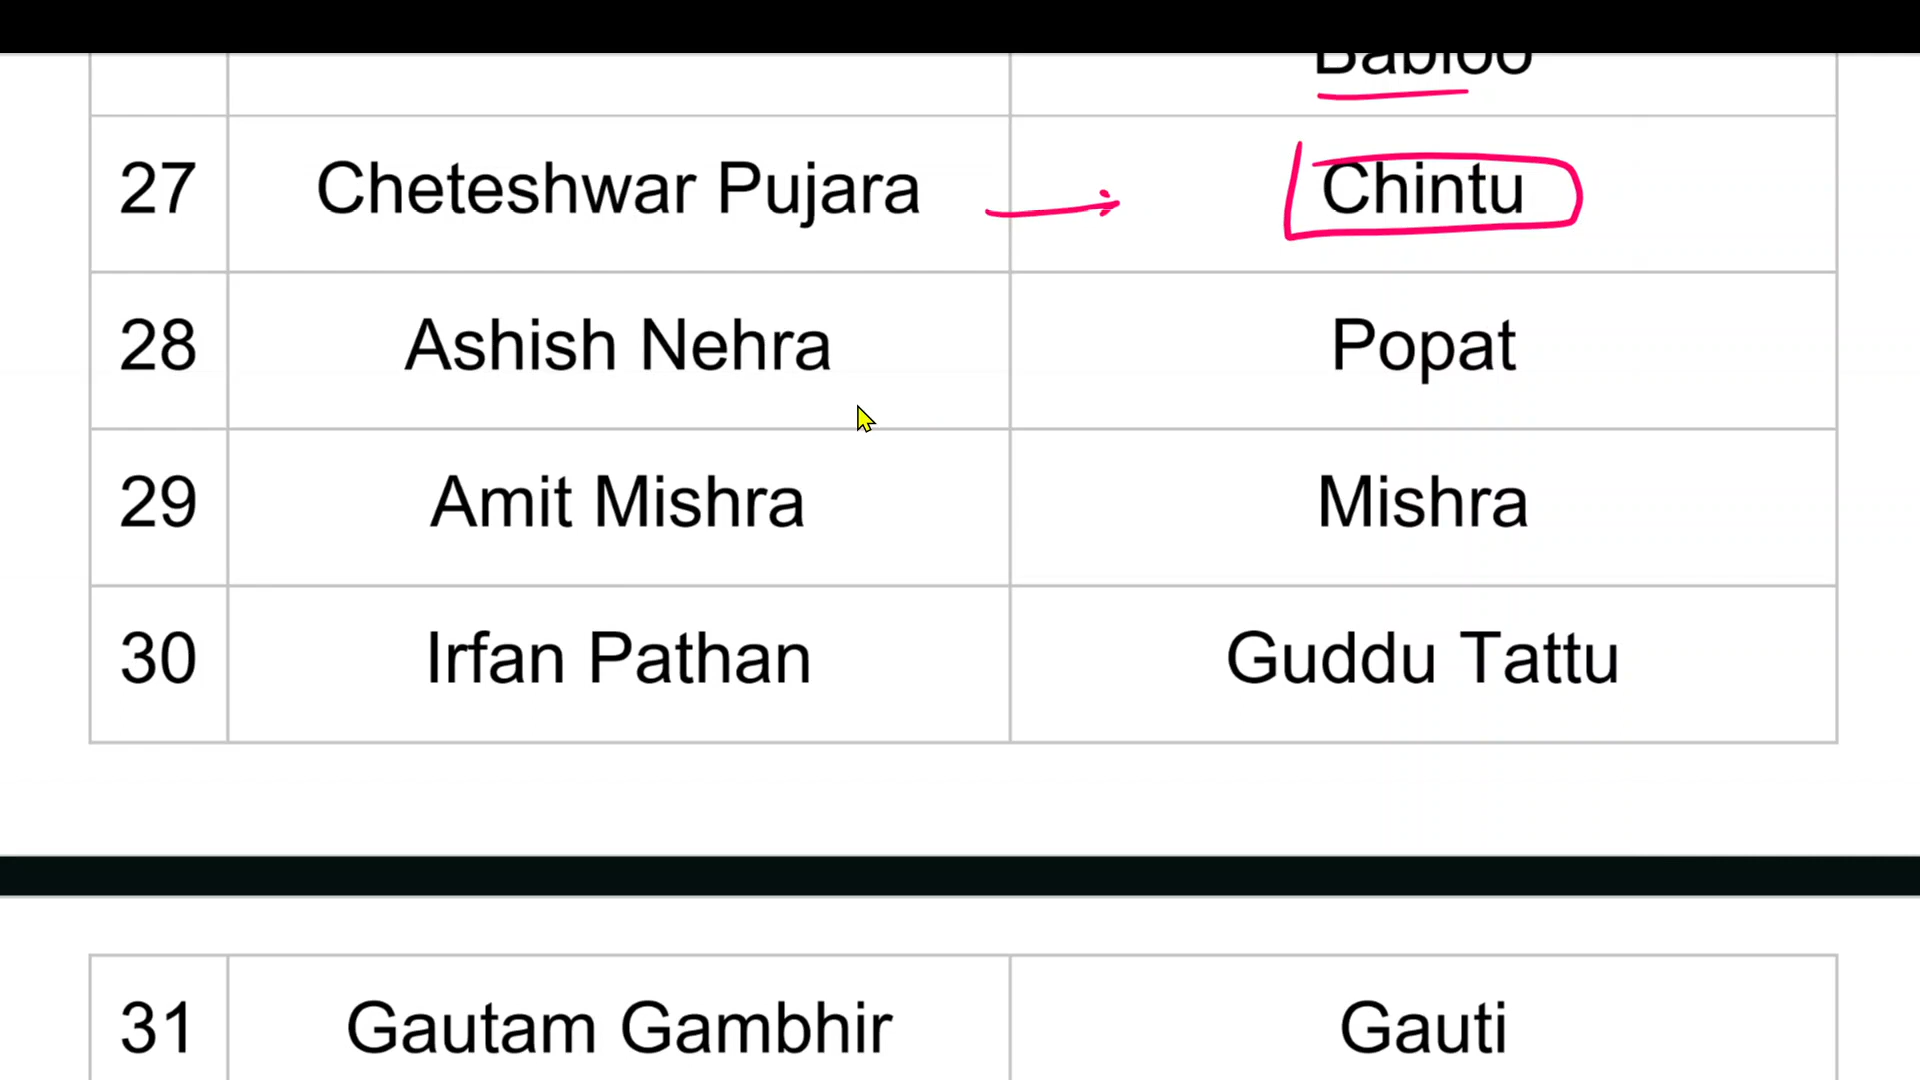 Babloo
27 Cheteshwar Pujara Chintu
28 Ashish Nehra Popat
29 Amit Mishra Mishra
30 Irfan Pathan Guddu Tattu
31 Gautam Gambhir Gauti